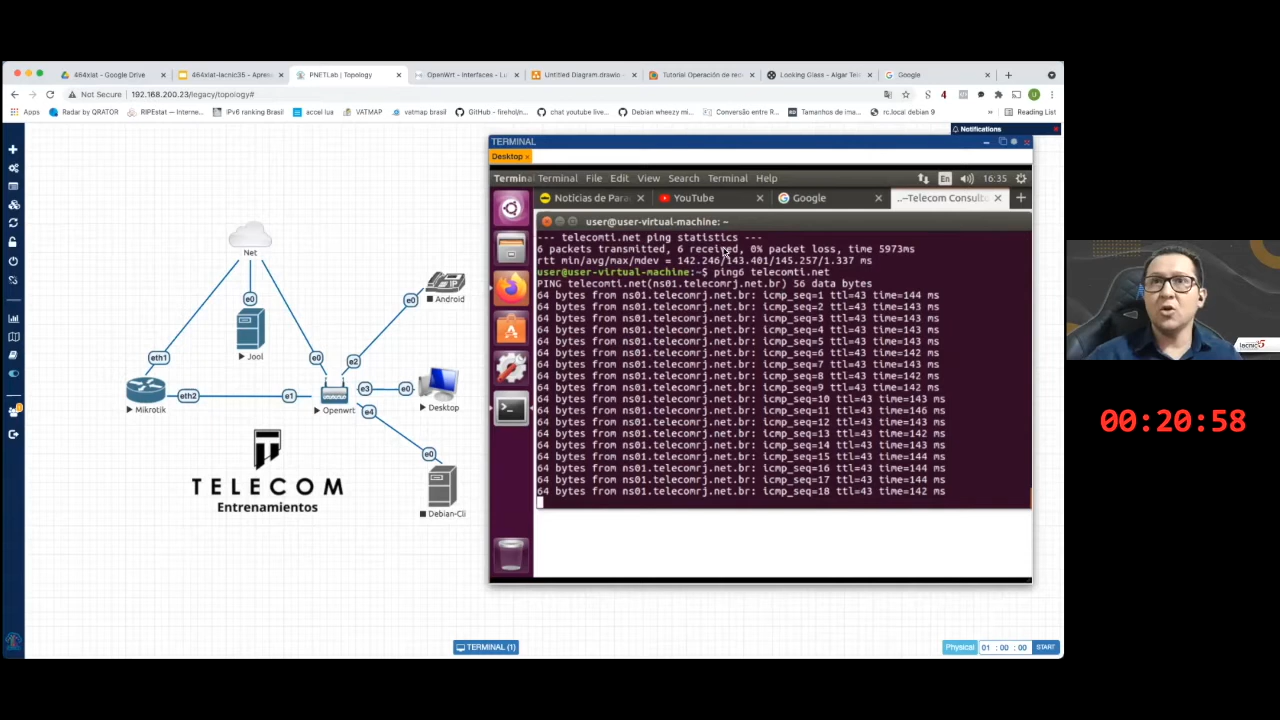 464xlat - Google Drive
464xlat-lacnic35 - Apres
PNETLab | Topology
OpenWrt - Interfaces - Lu
Untitled Diagram.drawio
Tutorial Operación de red
Looking Glass - Algar Tel
Google
Not Secure | 192.168.200.23/legacy/topology#
Apps
Radar by QRATOR
RIPEstat — Interne...
IPv6 ranking Brasil
accel lua
VATMAP
vatmap brasil
GitHub - firehol/n...
chat youtube live...
Debian wheezy mi...
Conversión entre R...
Tamanhos de ima...
rc.local debian 9
Reading List
Notifications
TERMINAL
Desktop
Termina Terminal File Edit View Search Terminal Help
En
16:35
Notícias de Para
YouTube
Google
..—Telecom Consulto
user@user-virtual-machine: ~
--- telecomti.net ping statistics ---
6 packets transmitted, 6 received, 0% packet loss, time 5973ms
rtt min/avg/max/mdev = 142.246/143.401/145.257/1.337 ms
user@user-virtual-machine:~$ ping6 telecomti.net
PING telecomti.net(ns01.telecomrj.net.br) 56 data bytes
64 bytes from ns01.telecomrj.net.br: icmp_seq=1 ttl=43 time=144 ms
64 bytes from ns01.telecomrj.net.br: icmp_seq=2 ttl=43 time=143 ms
64 bytes from ns01.telecomrj.net.br: icmp_seq=3 ttl=43 time=143 ms
64 bytes from ns01.telecomrj.net.br: icmp_seq=4 ttl=43 time=143 ms
64 bytes from ns01.telecomrj.net.br: icmp_seq=5 ttl=43 time=143 ms
64 bytes from ns01.telecomrj.net.br: icmp_seq=6 ttl=43 time=142 ms
64 bytes from ns01.telecomrj.net.br: icmp_seq=7 ttl=43 time=143 ms
64 bytes from ns01.telecomrj.net.br: icmp_seq=8 ttl=43 time=142 ms
64 bytes from ns01.telecomrj.net.br: icmp_seq=9 ttl=43 time=142 ms
64 bytes from ns01.telecomrj.net.br: icmp_seq=10 ttl=43 time=143 ms
64 bytes from ns01.telecomrj.net.br: icmp_seq=11 ttl=43 time=146 ms
64 bytes from ns01.telecomrj.net.br: icmp_seq=12 ttl=43 time=143 ms
64 bytes from ns01.telecomrj.net.br: icmp_seq=13 ttl=43 time=142 ms
64 bytes from ns01.telecomrj.net.br: icmp_seq=14 ttl=43 time=143 ms
64 bytes from ns01.telecomrj.net.br: icmp_seq=15 ttl=43 time=144 ms
64 bytes from ns01.telecomrj.net.br: icmp_seq=16 ttl=43 time=143 ms
64 bytes from ns01.telecomrj.net.br: icmp_seq=17 ttl=43 time=144 ms
64 bytes from ns01.telecomrj.net.br: icmp_seq=18 ttl=43 time=142 ms
Net
e0
Jool
eth1
Mikrotik
eth2
e1
e0
Openwrt
e2
e0
Android
e3
e0
Desktop
e4
e0
Debian-Cli
TELECOM
Entrenamientos
TERMINAL (1)
Physical
01 : 00 : 00
START
lacnic
00:20:58